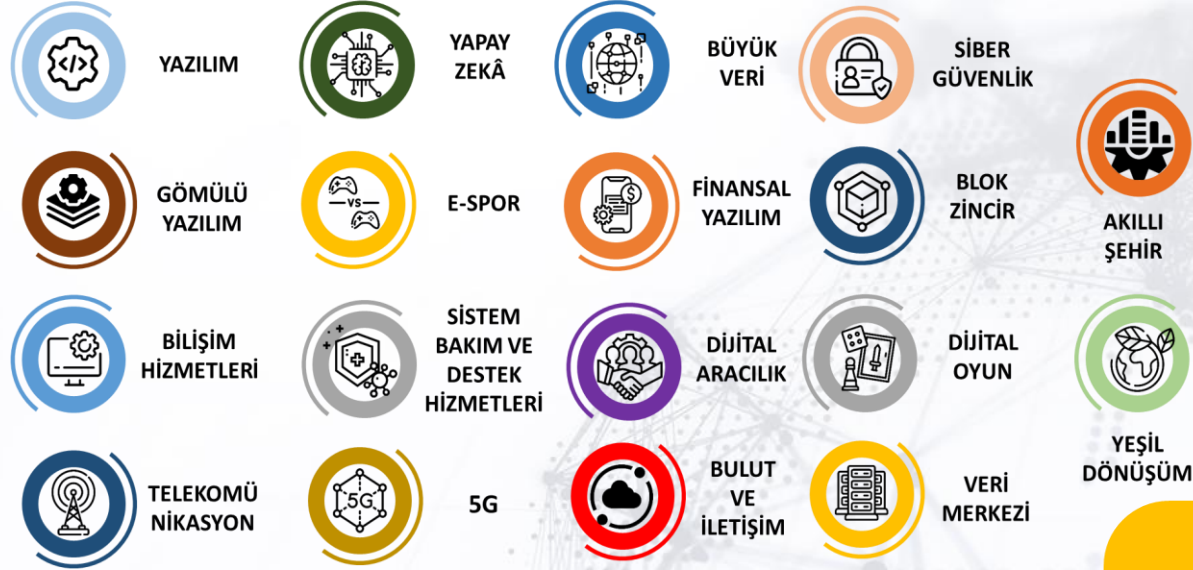 YAZILIM
YAPAY
ZEKÂ
BÜYÜK
VERİ
SİBER
GÜVENLİK
AKILLI
ŞEHİR
GÖMÜLÜ
YAZILIM
VS
E-SPOR
FİNANSAL
YAZILIM
BLOK
ZİNCİR
BİLİŞİM
HİZMETLERİ
SİSTEM
BAKIM VE
DESTEK
HİZMETLERİ
DİJİTAL
ARACILIK
DİJİTAL
OYUN
YEŞİL
DÖNÜŞÜM
TELEKOMÜ
NİKASYON
5G
5G
BULUT
VE
İLETİŞİM
VERİ
MERKEZİ